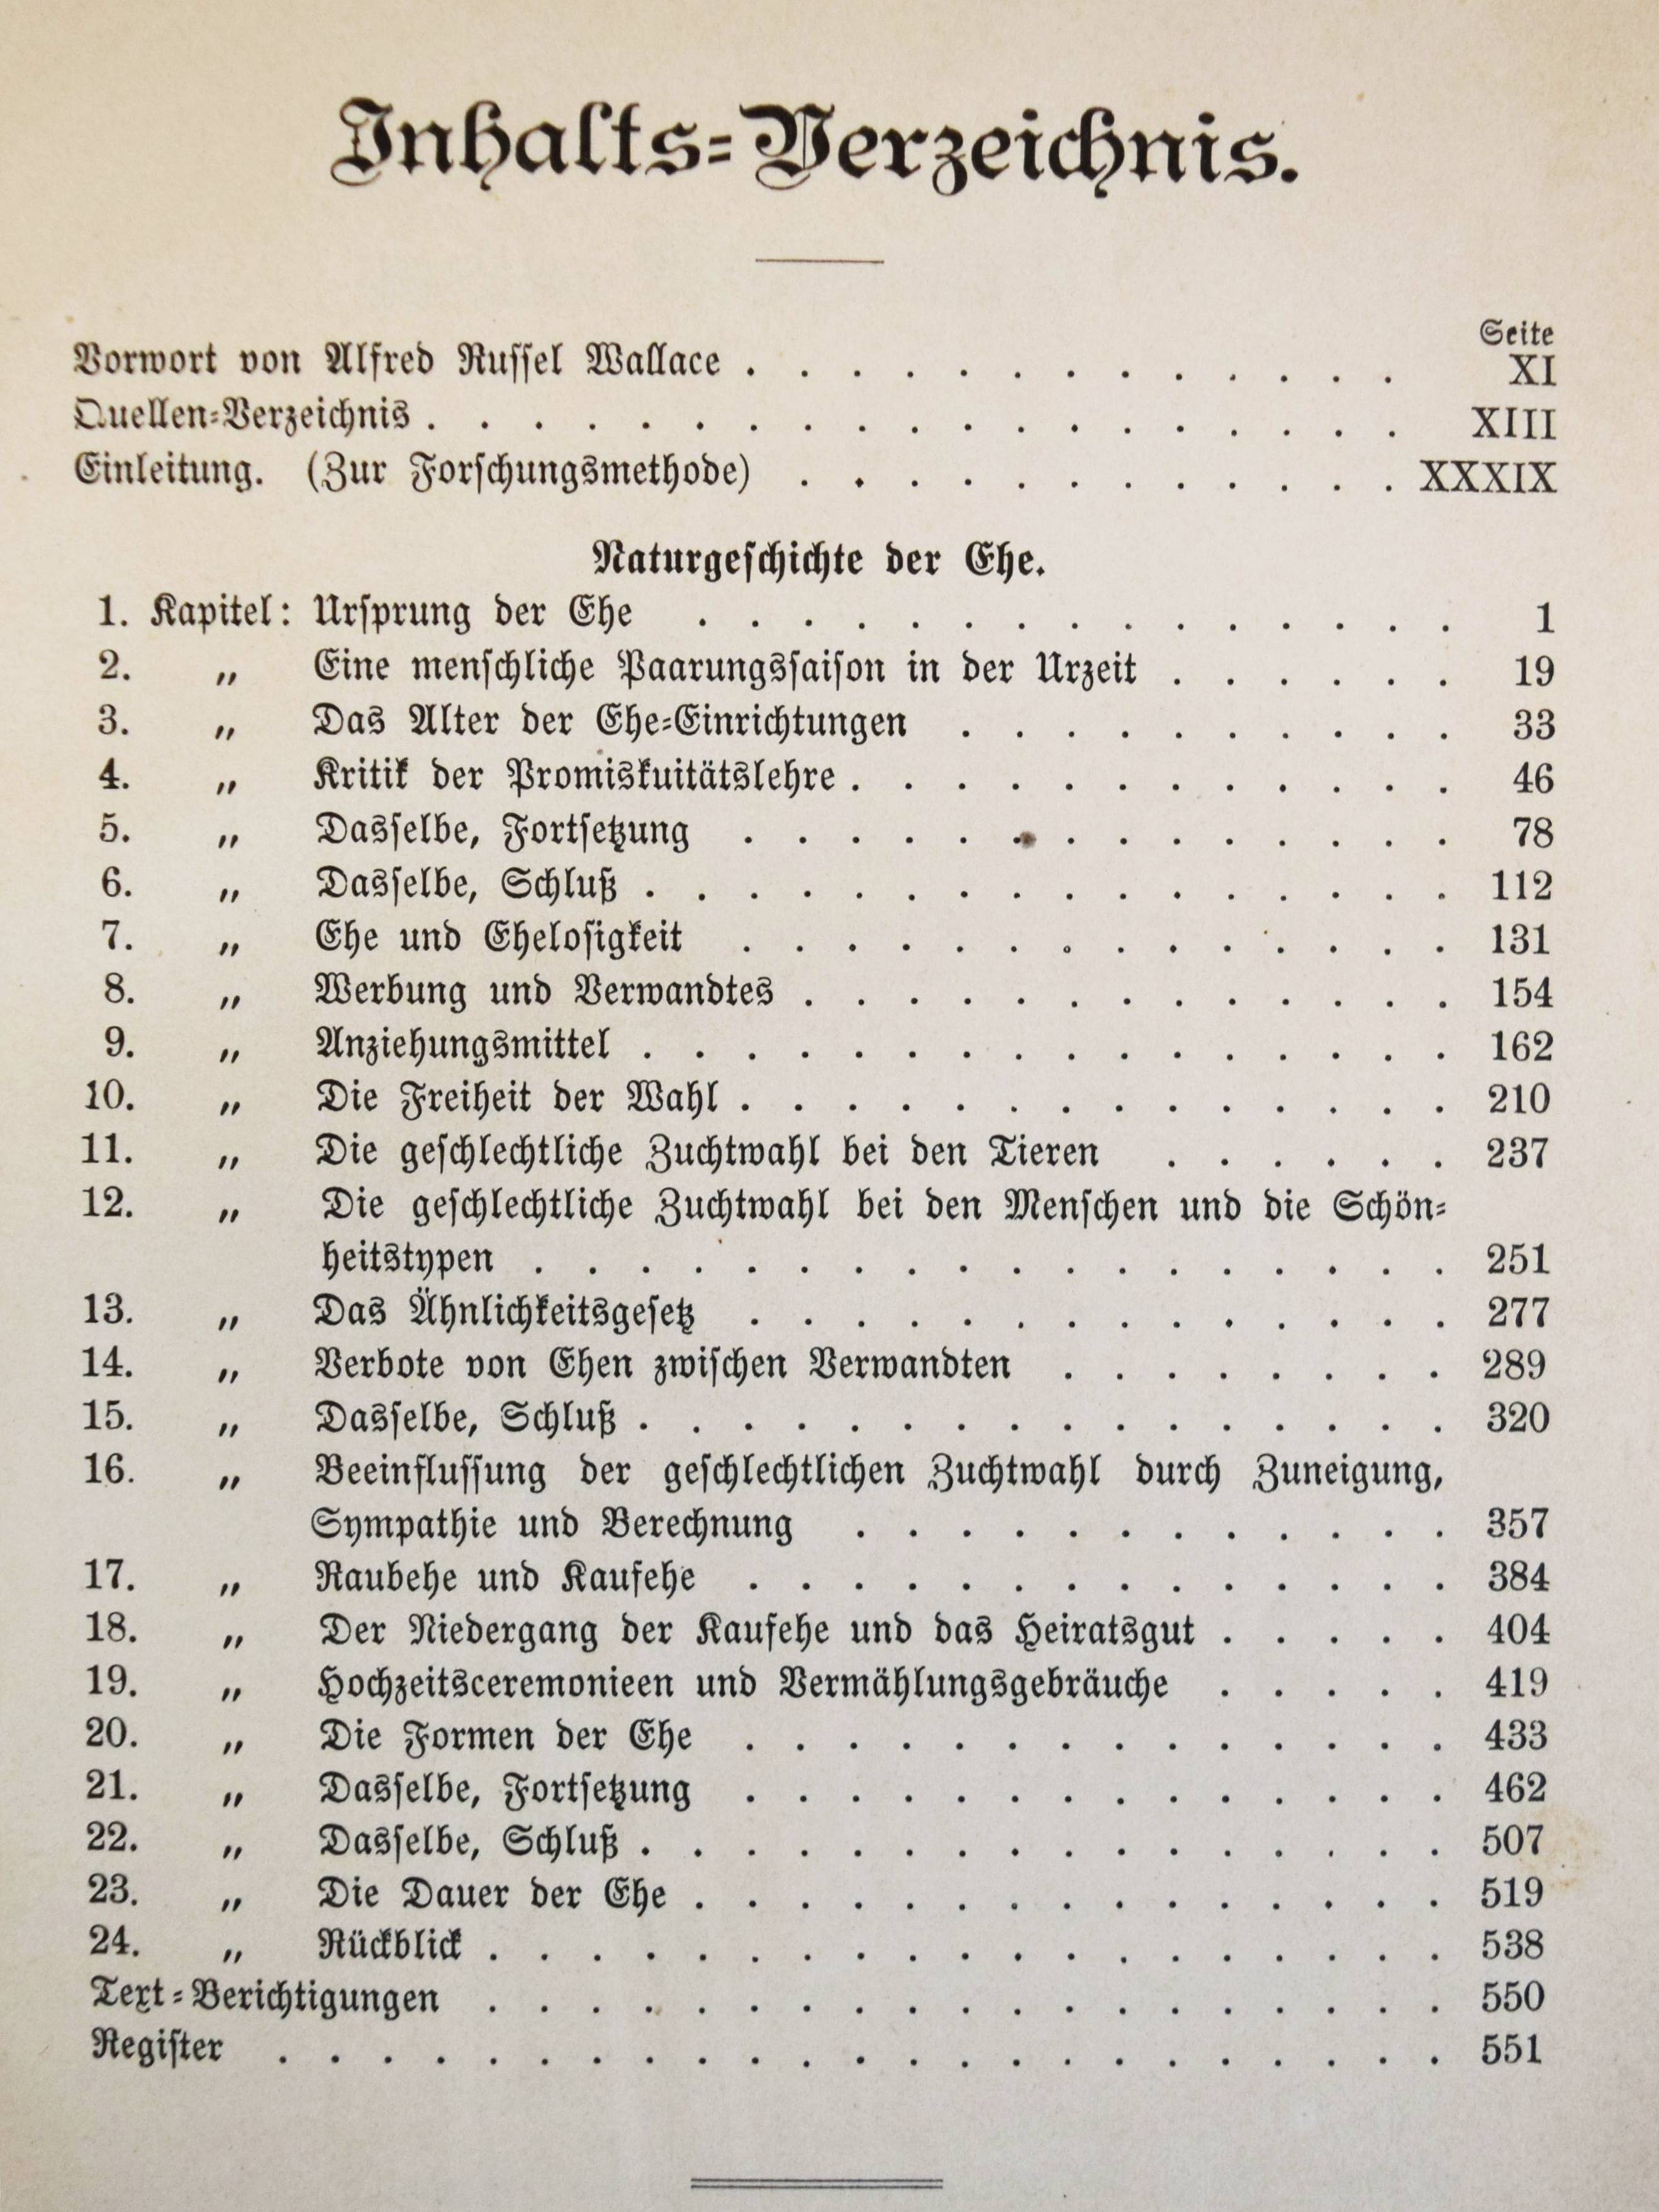 Inhalts-Verzeichnis.
Seite
Vorwort von Alfred Russel Wallace . . . . . . . . . . . . . XI
Quellen-Verzeichnis . . . . . . . . . . . . . . . . . . . XIII
Einleitung. (Zur Forschungsmethode) . . . . . . . . . . . . XXXIX
Naturgeschichte der Ehe.
1. Kapitel: Ursprung der Ehe . . . . . . . . . . . . . . . 1
2. „ Eine menschliche Paarungssaison in der Urzeit . . . . . . 19
3. „ Das Alter der Ehe-Einrichtungen . . . . . . . . . . 33
4. „ Kritik der Promiskuitätslehre . . . . . . . . . . . . 46
5. „ Dasselbe, Fortsetzung . . . . . . . . . . . . . . 78
6. „ Dasselbe, Schluß . . . . . . . . . . . . . . . . 112
7. „ Ehe und Ehelosigkeit . . . . . . . . . . . . . . 131
8. „ Werbung und Verwandtes . . . . . . . . . . . . . 154
9. „ Anziehungsmittel . . . . . . . . . . . . . . . . 162
10. „ Die Freiheit der Wahl . . . . . . . . . . . . . . 210
11. „ Die geschlechtliche Zuchtwahl bei den Tieren . . . . . . 237
12. „ Die geschlechtliche Zuchtwahl bei den Menschen und die Schön-
heitstypen . . . . . . . . . . . . . . . . . . 251
13. „ Das Ähnlichkeitsgesetz . . . . . . . . . . . . . . 277
14. „ Verbote von Ehen zwischen Verwandten . . . . . . . . 289
15. „ Dasselbe, Schluß . . . . . . . . . . . . . . . . 320
16. „ Beeinflussung der geschlechtlichen Zuchtwahl durch Zuneigung,
Sympathie und Berechnung . . . . . . . . . . . . 357
17. „ Raubehe und Kaufehe . . . . . . . . . . . . . . 384
18. „ Der Niedergang der Kaufehe und das Heiratsgut . . . . . 404
19. „ Hochzeitsceremonieen und Vermählungsgebräuche . . . . . 419
20. „ Die Formen der Ehe . . . . . . . . . . . . . . 433
21. „ Dasselbe, Fortsetzung . . . . . . . . . . . . . . 462
22. „ Dasselbe, Schluß . . . . . . . . . . . . . . . . 507
23. „ Die Dauer der Ehe . . . . . . . . . . . . . . . 519
24. „ Rückblick . . . . . . . . . . . . . . . . . . . 538
Text-Berichtigungen . . . . . . . . . . . . . . . . . . . 550
Register . . . . . . . . . . . . . . . . . . . . . . . 551